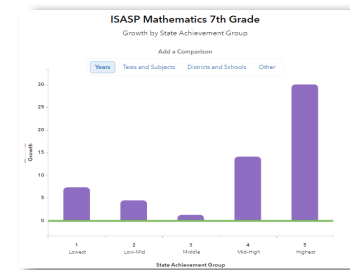 ISASP Mathematics 7th Grade
Growth by State Achievement Group
Add a Comparison
Years Tests and Subjects Districts and Schools Other
30
25
20
15
10
5
0
Growth
1 2 3 4 5
Lowest Low-Mid Middle Mid-High Highest
State Achievement Group